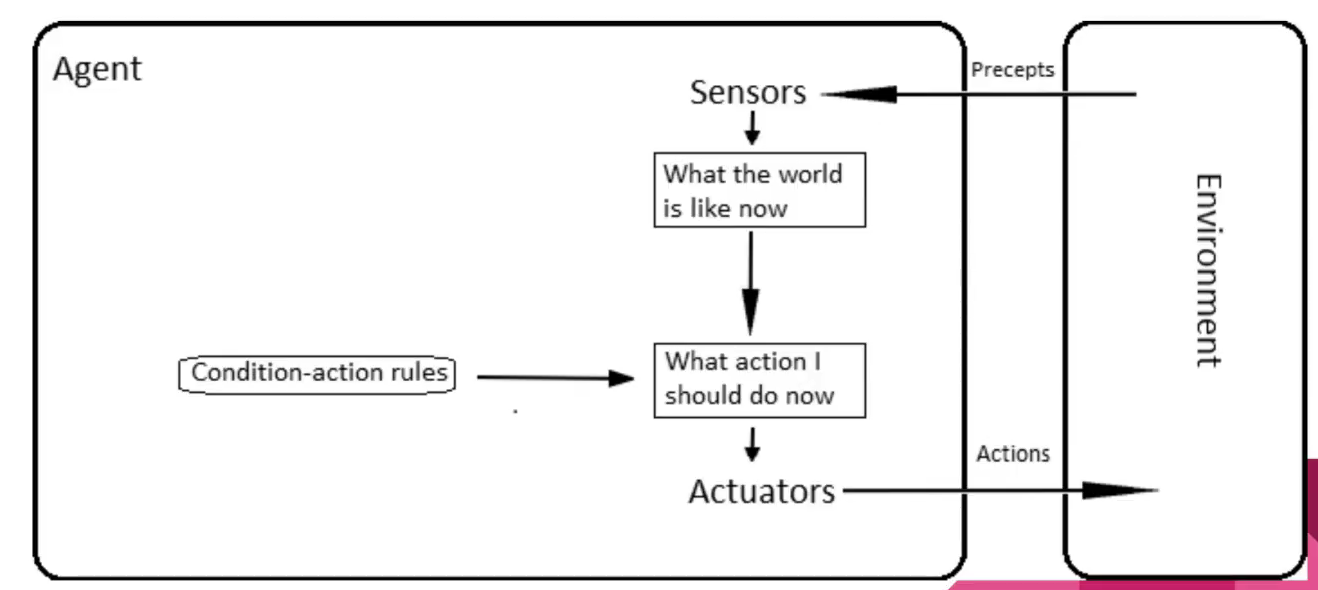 Agent
Precepts
Sensors
What the world
is like now
Environment
Condition-action rules
What action I
should do now
Actions
Actuators